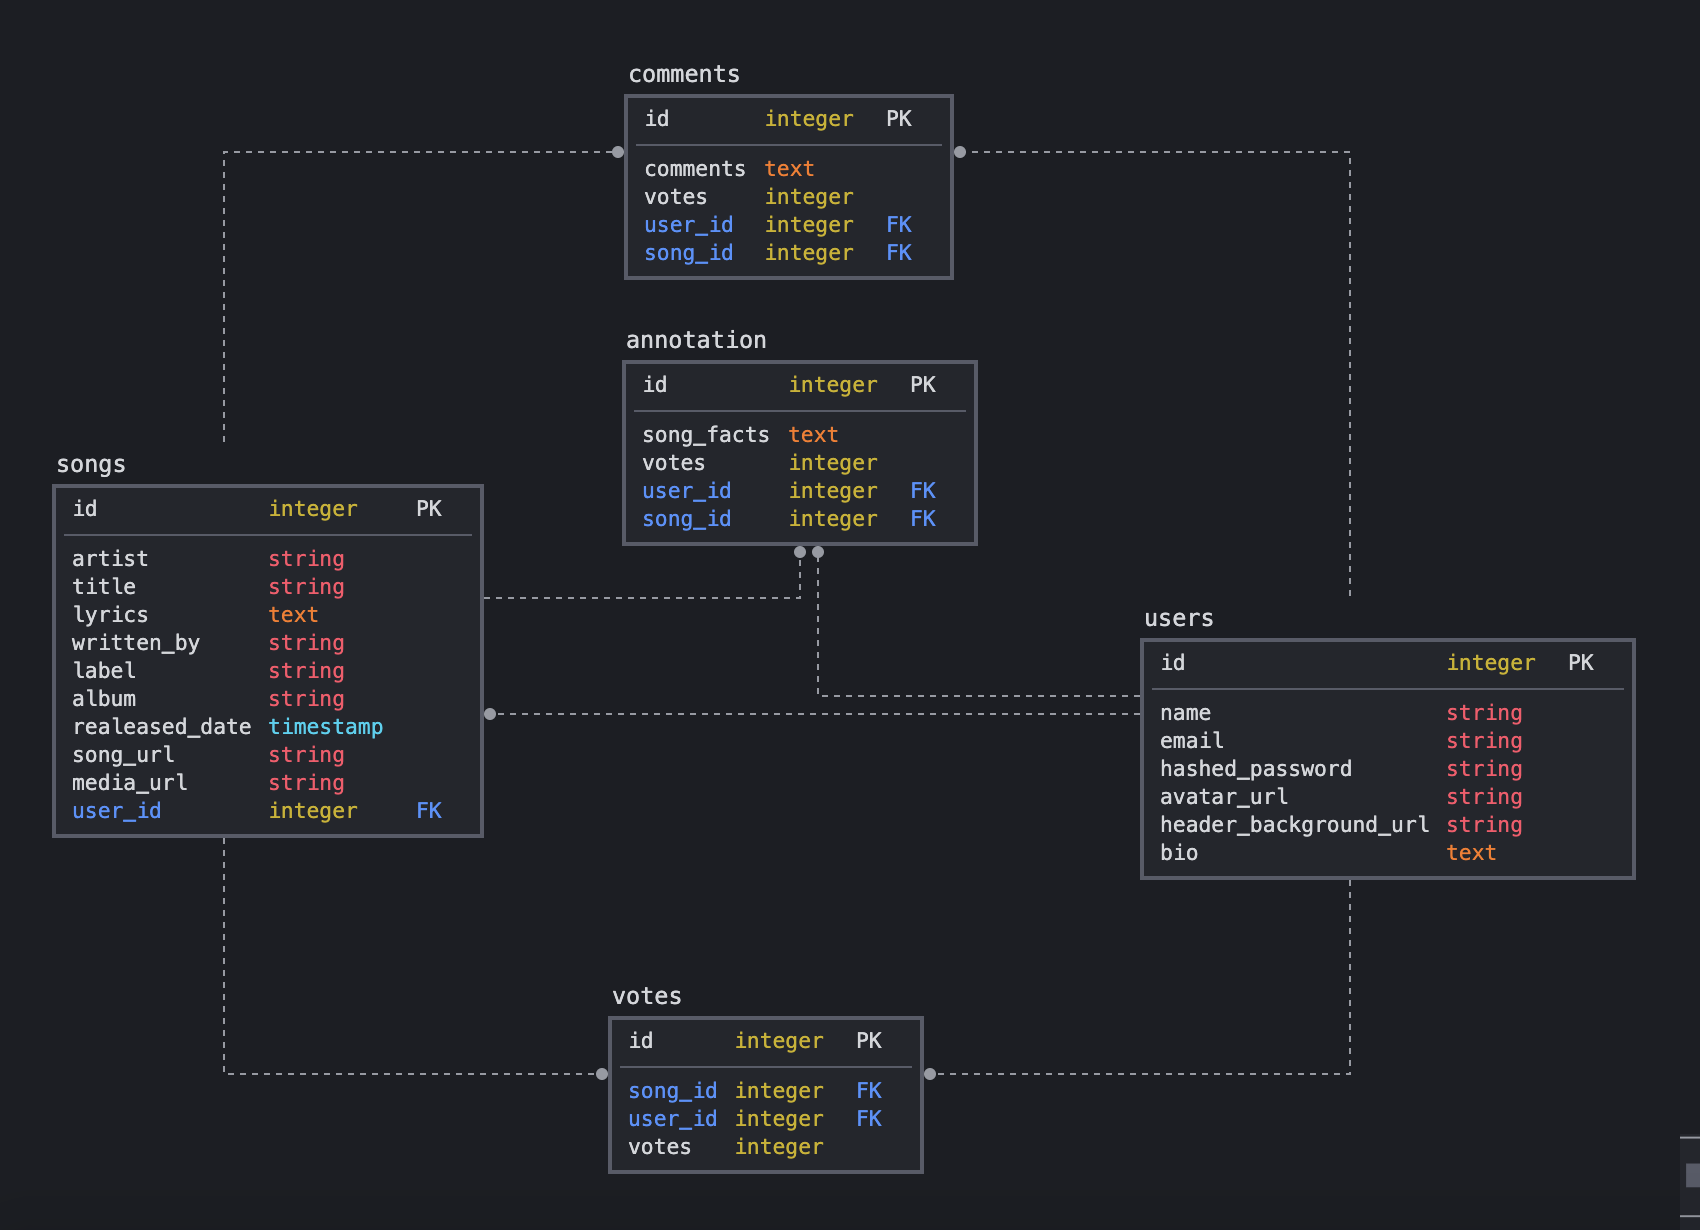 comments
id integer PK
comments text
votes integer
user_id integer FK
song_id integer FK
annotation
id integer PK
song_facts text
votes integer
user_id integer FK
song_id integer FK
songs
id integer PK
artist string
title string
lyrics text
written_by string
label string
album string
realeased_date timestamp
song_url string
media_url string
user_id integer FK
users
id integer PK
name string
email string
hashed_password string
avatar_url string
header_background_url string
bio text
votes
id integer PK
song_id integer FK
user_id integer FK
votes integer